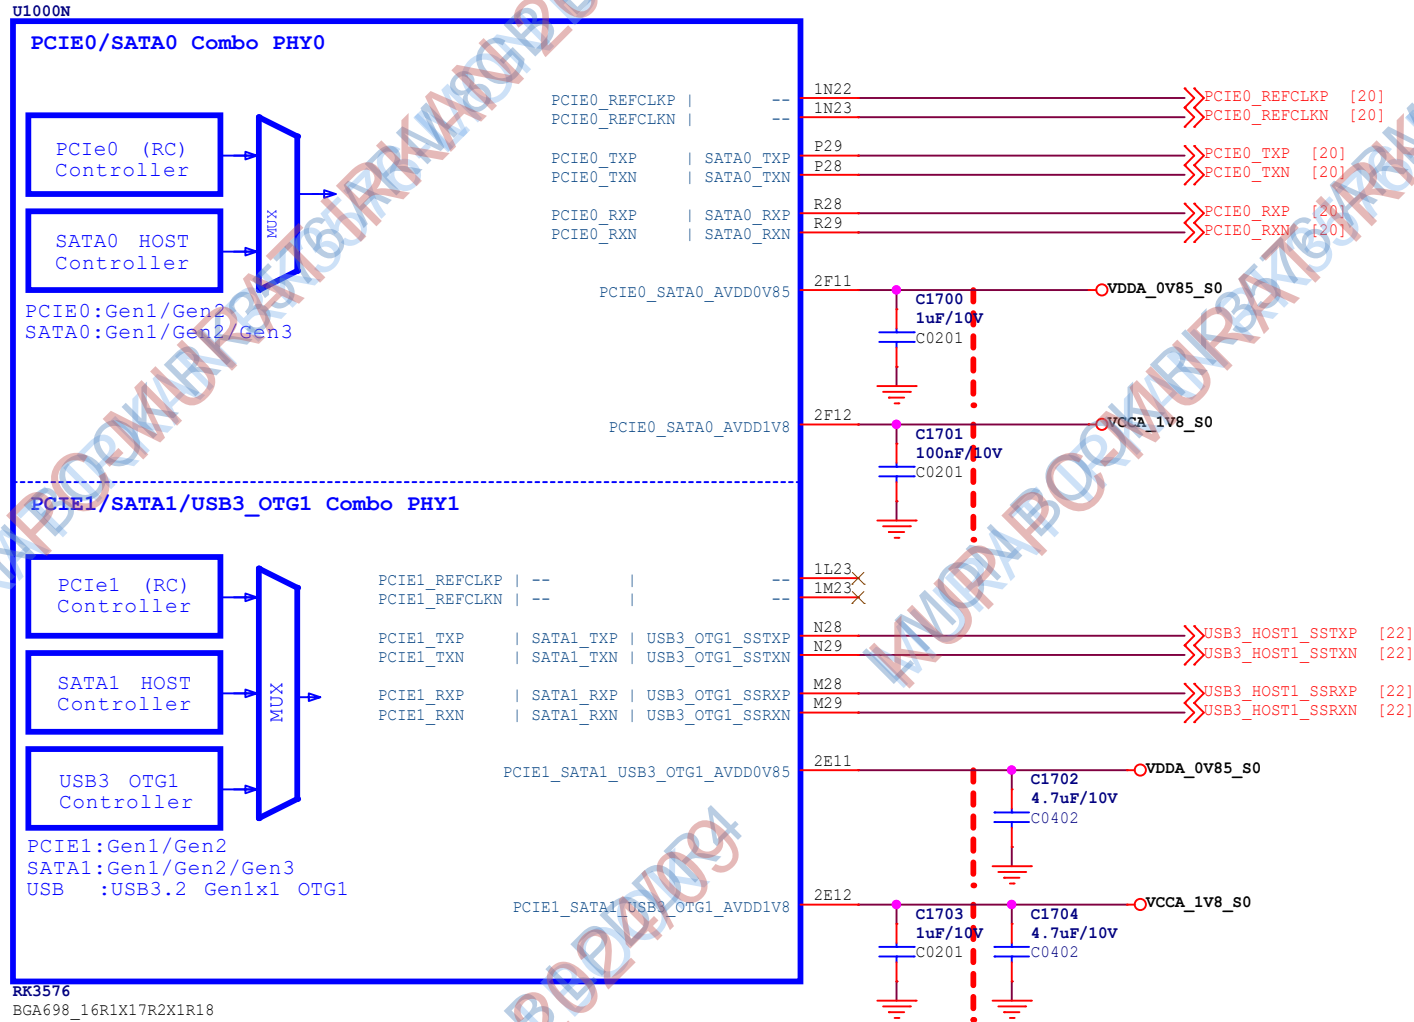 U1000N
PCIE0/SATA0 Combo PHY0
PCIe0 (RC)
Controller
SATA0 HOST
Controller
MUX
PCIE0:Gen1/Gen2
SATA0:Gen1/Gen2/Gen3
PCIE0_REFCLKP | -- 1N22 PCIE0_REFCLKP [20]
PCIE0_REFCLKN | -- 1N23 PCIE0_REFCLKN [20]
PCIE0_TXP | SATA0_TXP P29 PCIE0_TXP [20]
PCIE0_TXN | SATA0_TXN P28 PCIE0_TXN [20]
PCIE0_RXP | SATA0_RXP R28 PCIE0_RXP [20]
PCIE0_RXN | SATA0_RXN R29 PCIE0_RXN [20]
PCIE0_SATA0_AVDD0V85 2F11 VDDA_0V85_S0
C1700
1uF/10V
C0201
PCIE0_SATA0_AVDD1V8 2F12 VCCA_1V8_S0
C1701
100nF/10V
C0201
PCIE1/SATA1/USB3_OTG1 Combo PHY1
PCIe1 (RC)
Controller
SATA1 HOST
Controller
USB3 OTG1
Controller
MUX
PCIE1:Gen1/Gen2
SATA1:Gen1/Gen2/Gen3
USB :USB3.2 Gen1x1 OTG1
PCIE1_REFCLKP | -- | -- 1L23
PCIE1_REFCLKN | -- | -- 1M23
PCIE1_TXP | SATA1_TXP | USB3_OTG1_SSTXP N28 USB3_HOST1_SSTXP [22]
PCIE1_TXN | SATA1_TXN | USB3_OTG1_SSTXN N29 USB3_HOST1_SSTXN [22]
PCIE1_RXP | SATA1_RXP | USB3_OTG1_SSRXP M28 USB3_HOST1_SSRXP [22]
PCIE1_RXN | SATA1_RXN | USB3_OTG1_SSRXN M29 USB3_HOST1_SSRXN [22]
PCIE1_SATA1_USB3_OTG1_AVDD0V85 2E11 VDDA_0V85_S0
C1702
4.7uF/10V
C0402
PCIE1_SATA1_USB3_OTG1_AVDD1V8 2E12 VCCA_1V8_S0
C1703
1uF/10V
C0201
C1704
4.7uF/10V
C0402
RK3576
BGA698_16R1X17R2X1R18